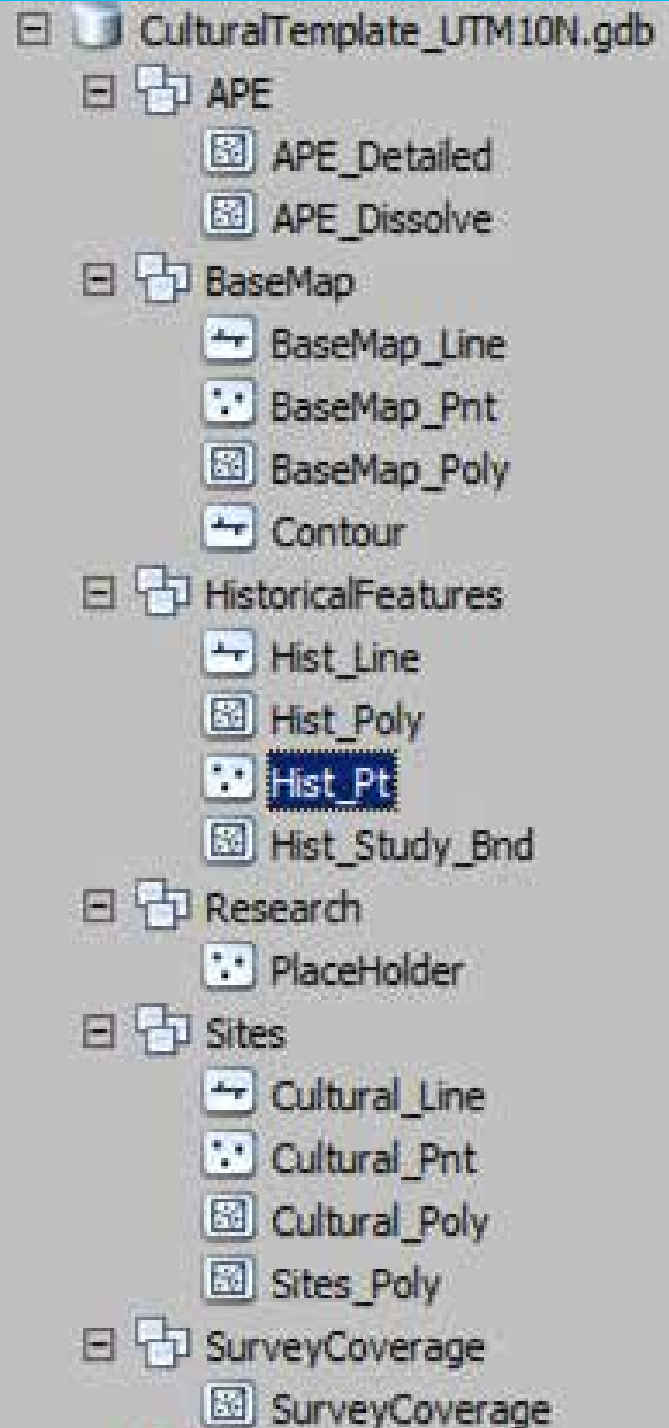 CulturalTemplate_UTM10N.gdb
APE
APE_Detailed
APE_Dissolve
BaseMap
BaseMap_Line
BaseMap_Pnt
BaseMap_Poly
Contour
HistoricalFeatures
Hist_Line
Hist_Poly
Hist_Pt
Hist_Study_Bnd
Research
PlaceHolder
Sites
Cultural_Line
Cultural_Pnt
Cultural_Poly
Sites_Poly
SurveyCoverage
SurveyCoverage